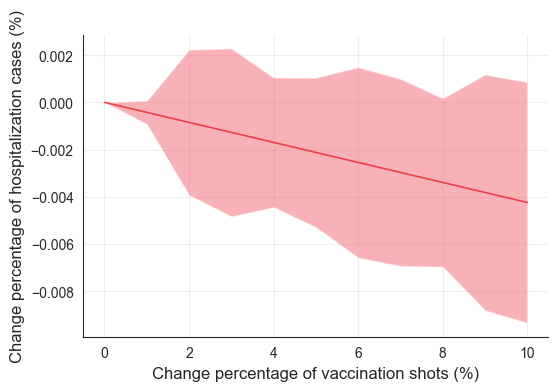 Change percentage of hospitalization cases (%)
0.002
0.000
−0.002
−0.004
−0.006
−0.008
0 2 4 6 8 10
Change percentage of vaccination shots (%)